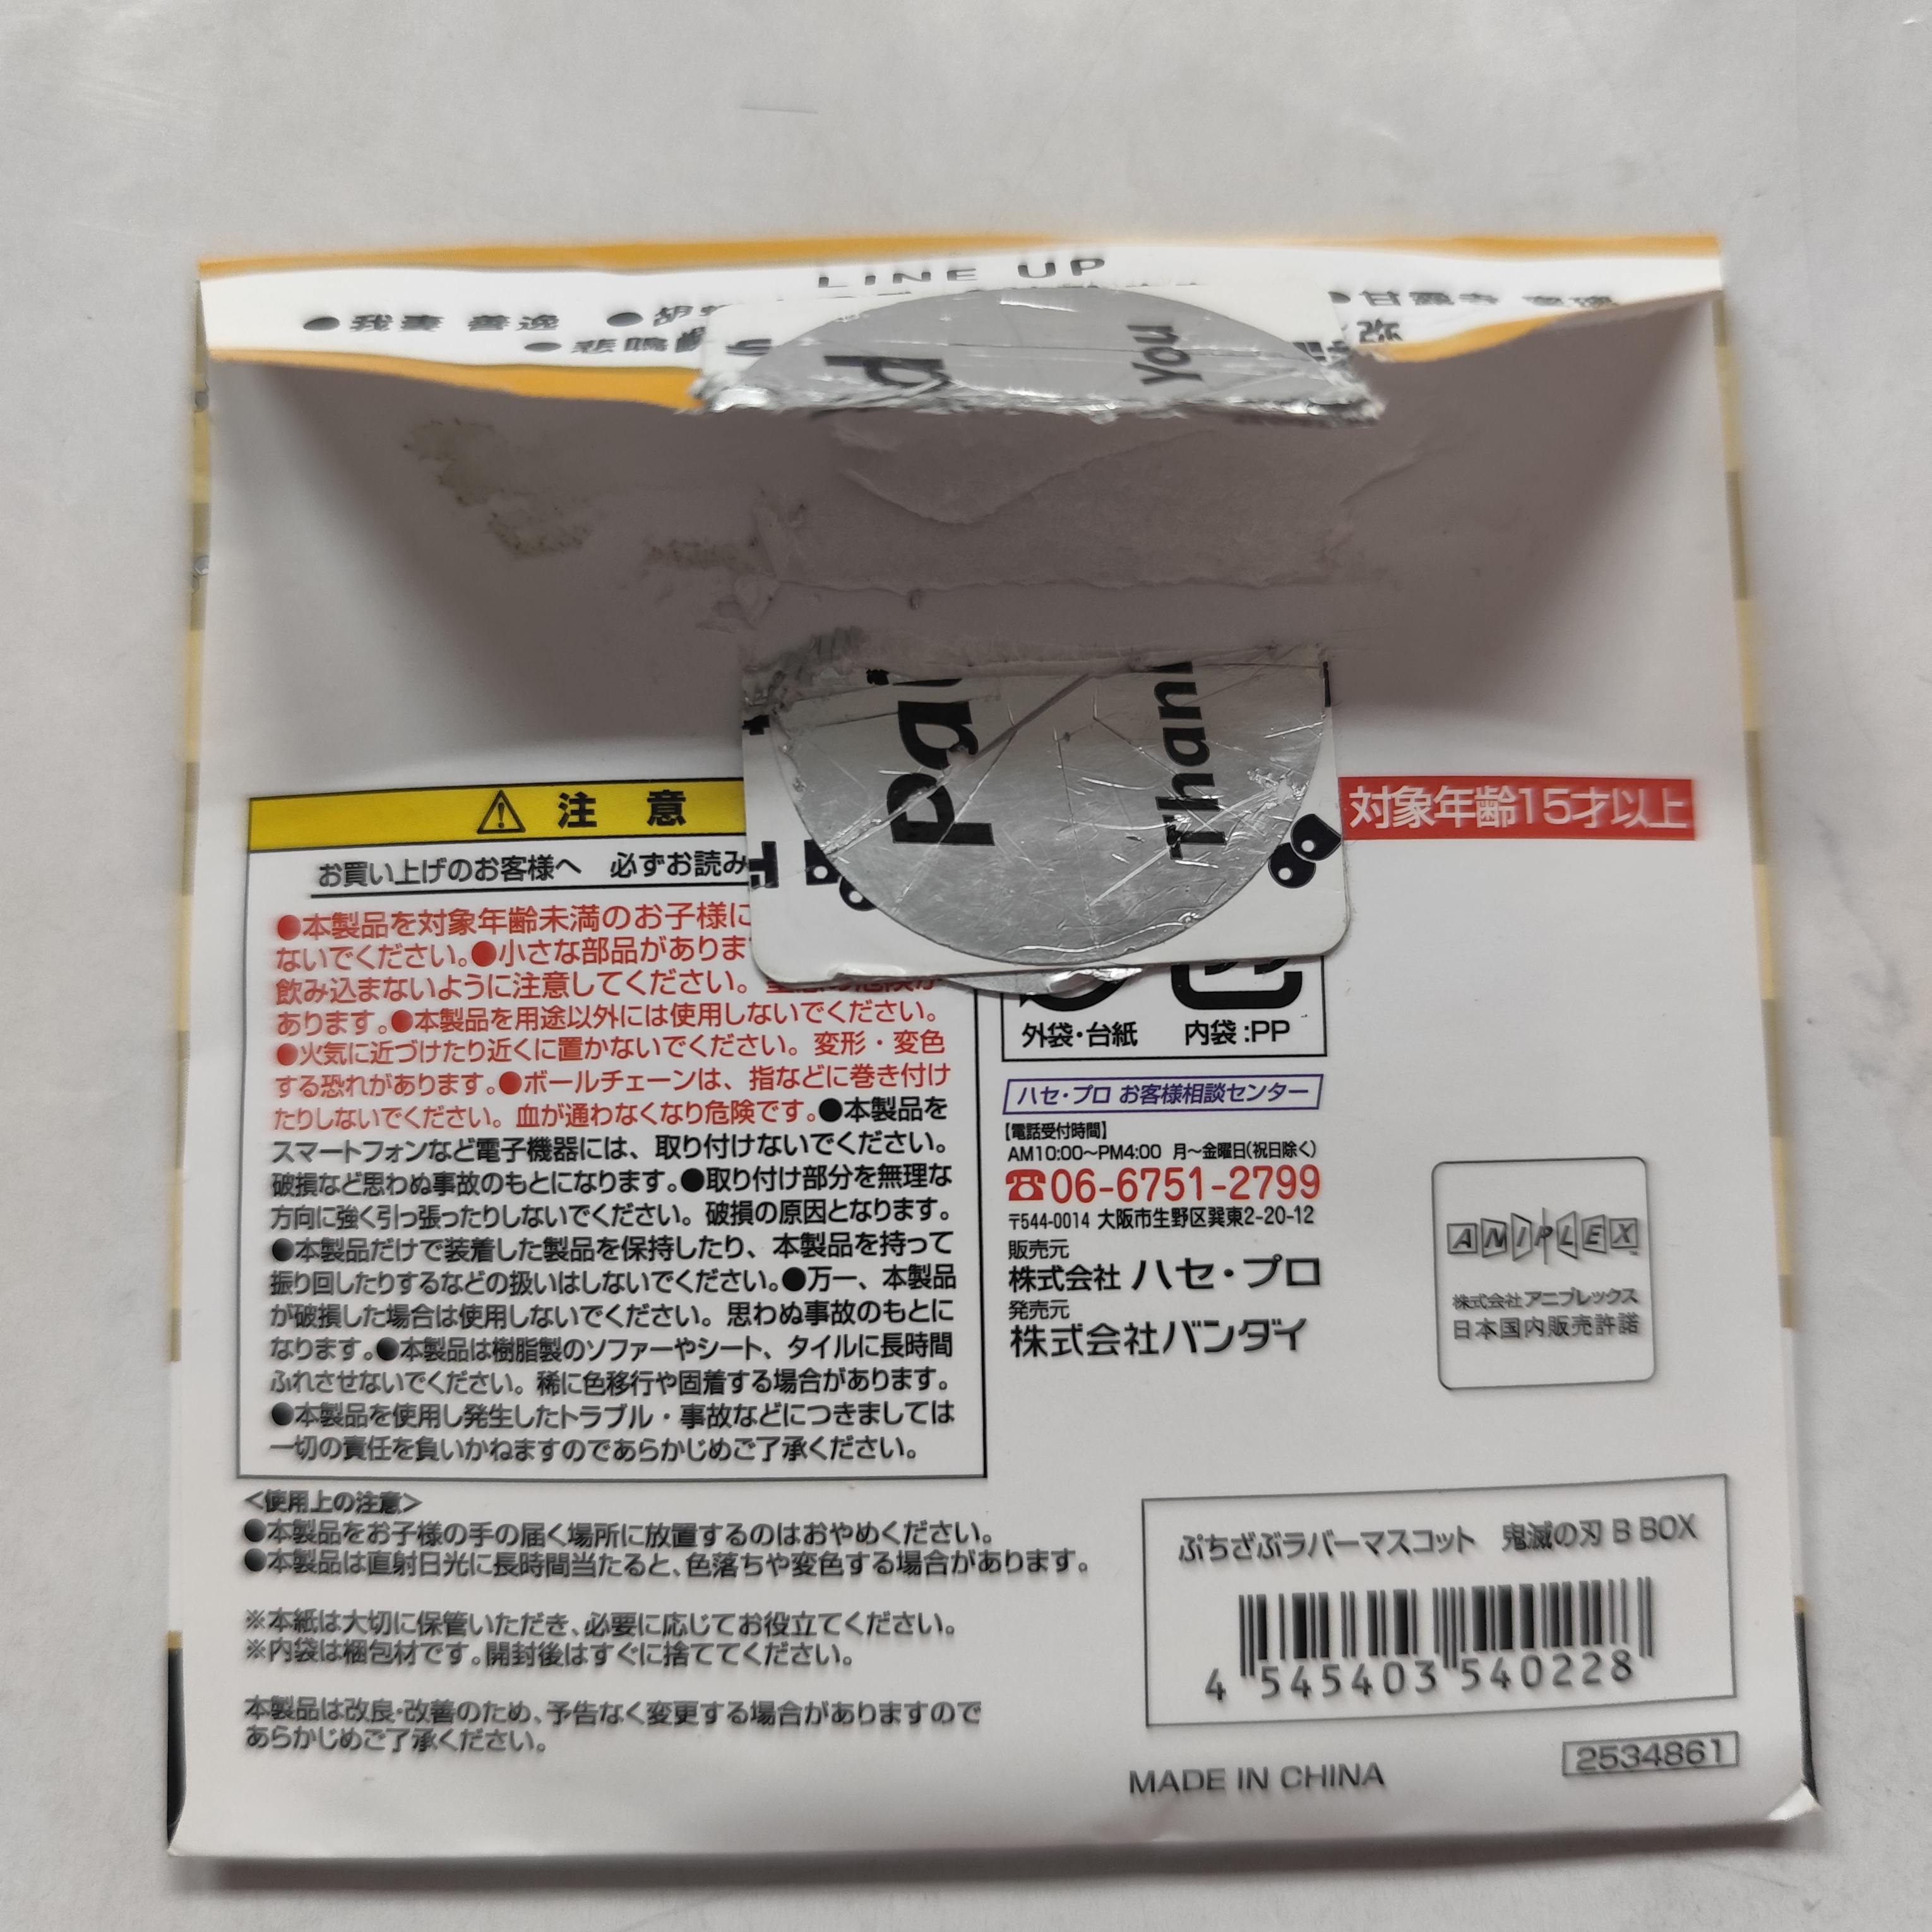 LINE UP
●我妻 善逸 ● ●甘露寺 蜜璃
●悲鳴嶼
d You
Pai Than
注 意
対象年齢15才以上
お買い上げのお客様へ 必ずお読み
●本製品を対象年齢未満のお子様に
ないでください。●小さな部品がありま
飲み込まないように注意してください。窒息の危険が
あります。●本製品を用途以外には使用しないでください。
●火気に近づけたり近くに置かないでください。変形・変色
する恐れがあります。●ボールチェーンは、指などに巻き付け
たりしないでください。血が通わなくなり危険です。●本製品を
スマートフォンなど電子機器には、取り付けないでください。
破損など思わぬ事故のもとになります。●取り付け部分を無理な
方向に強く引っ張ったりしないでください。破損の原因となります。
●本製品だけで装着した製品を保持したり、本製品を持って
振り回したりするなどの扱いはしないでください。●万一、本製品
が破損した場合は使用しないでください。思わぬ事故のもとに
なります。●本製品は樹脂製のソファーやシート、タイルに長時間
ふれさせないでください。稀に色移行や固着する場合があります。
●本製品を使用し発生したトラブル・事故などにつきましては
一切の責任を負いかねますのであらかじめご了承ください。
外袋・台紙 内袋:PP
ハセ・プロ お客様相談センター
【電話受付時間】
AM10:00〜PM4:00 月〜金曜日(祝日除く)
☎06-6751-2799
〒544-0014 大阪市生野区巽東2-20-12
販売元
株式会社 ハセ・プロ
発売元
株式会社バンダイ
ANIPLEX
株式会社アニプレックス
日本国内販売許諾
<使用上の注意>
●本製品をお子様の手の届く場所に放置するのはおやめください。
●本製品は直射日光に長時間当たると、色落ちや変色する場合があります。
※本紙は大切に保管いただき、必要に応じてお役立てください。
※内袋は梱包材です。開封後はすぐに捨ててください。
本製品は改良・改善のため、予告なく変更する場合がありますので
あらかじめご了承ください。
ぷちざぶラバーマスコット 鬼滅の刃 B BOX
4 545403 540228
MADE IN CHINA
2534861